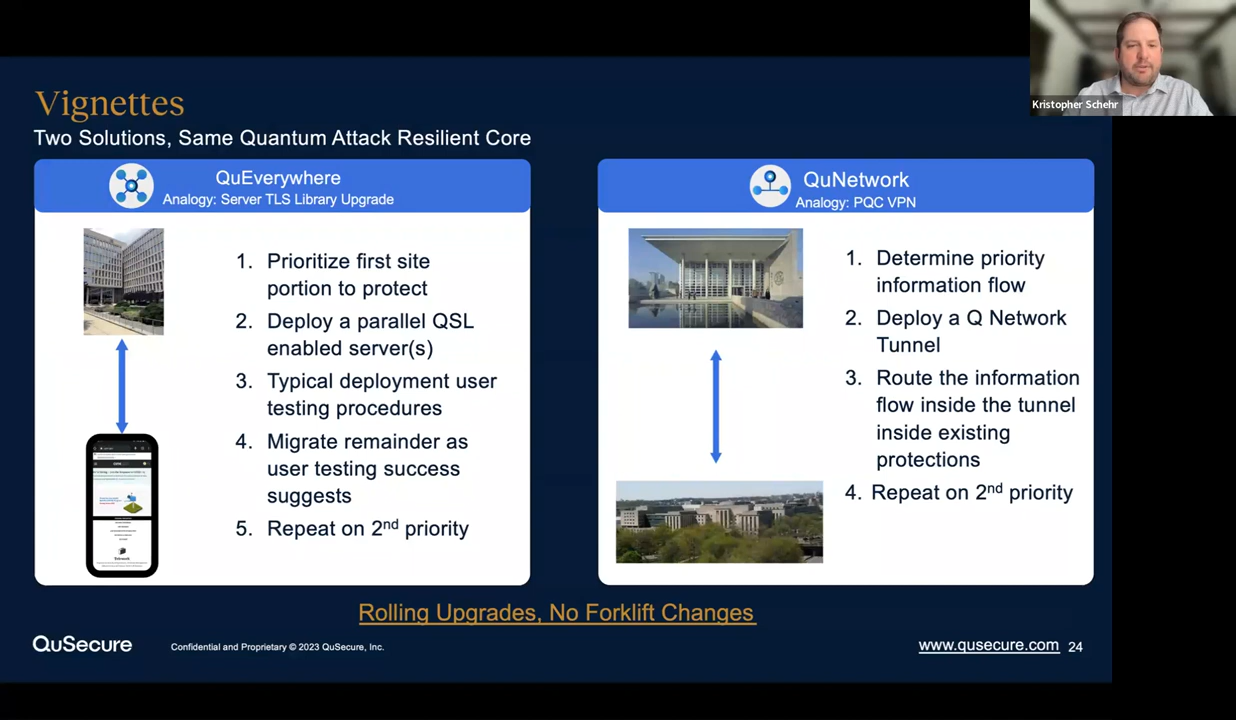 Kristopher Schehr
Vignettes
Two Solutions, Same Quantum Attack Resilient Core
QuEverywhere
Analogy: Server TLS Library Upgrade
1. Prioritize first site
portion to protect
2. Deploy a parallel QSL
enabled server(s)
3. Typical deployment user
testing procedures
4. Migrate remainder as
user testing success
suggests
5. Repeat on 2nd priority
QuNetwork
Analogy: PQC VPN
1. Determine priority
information flow
2. Deploy a Q Network
Tunnel
3. Route the information
flow inside the tunnel
inside existing
protections
4. Repeat on 2nd priority
Rolling Upgrades, No Forklift Changes
QuSecure
Confidential and Proprietary © 2023 QuSecure, Inc.
www.qusecure.com 24